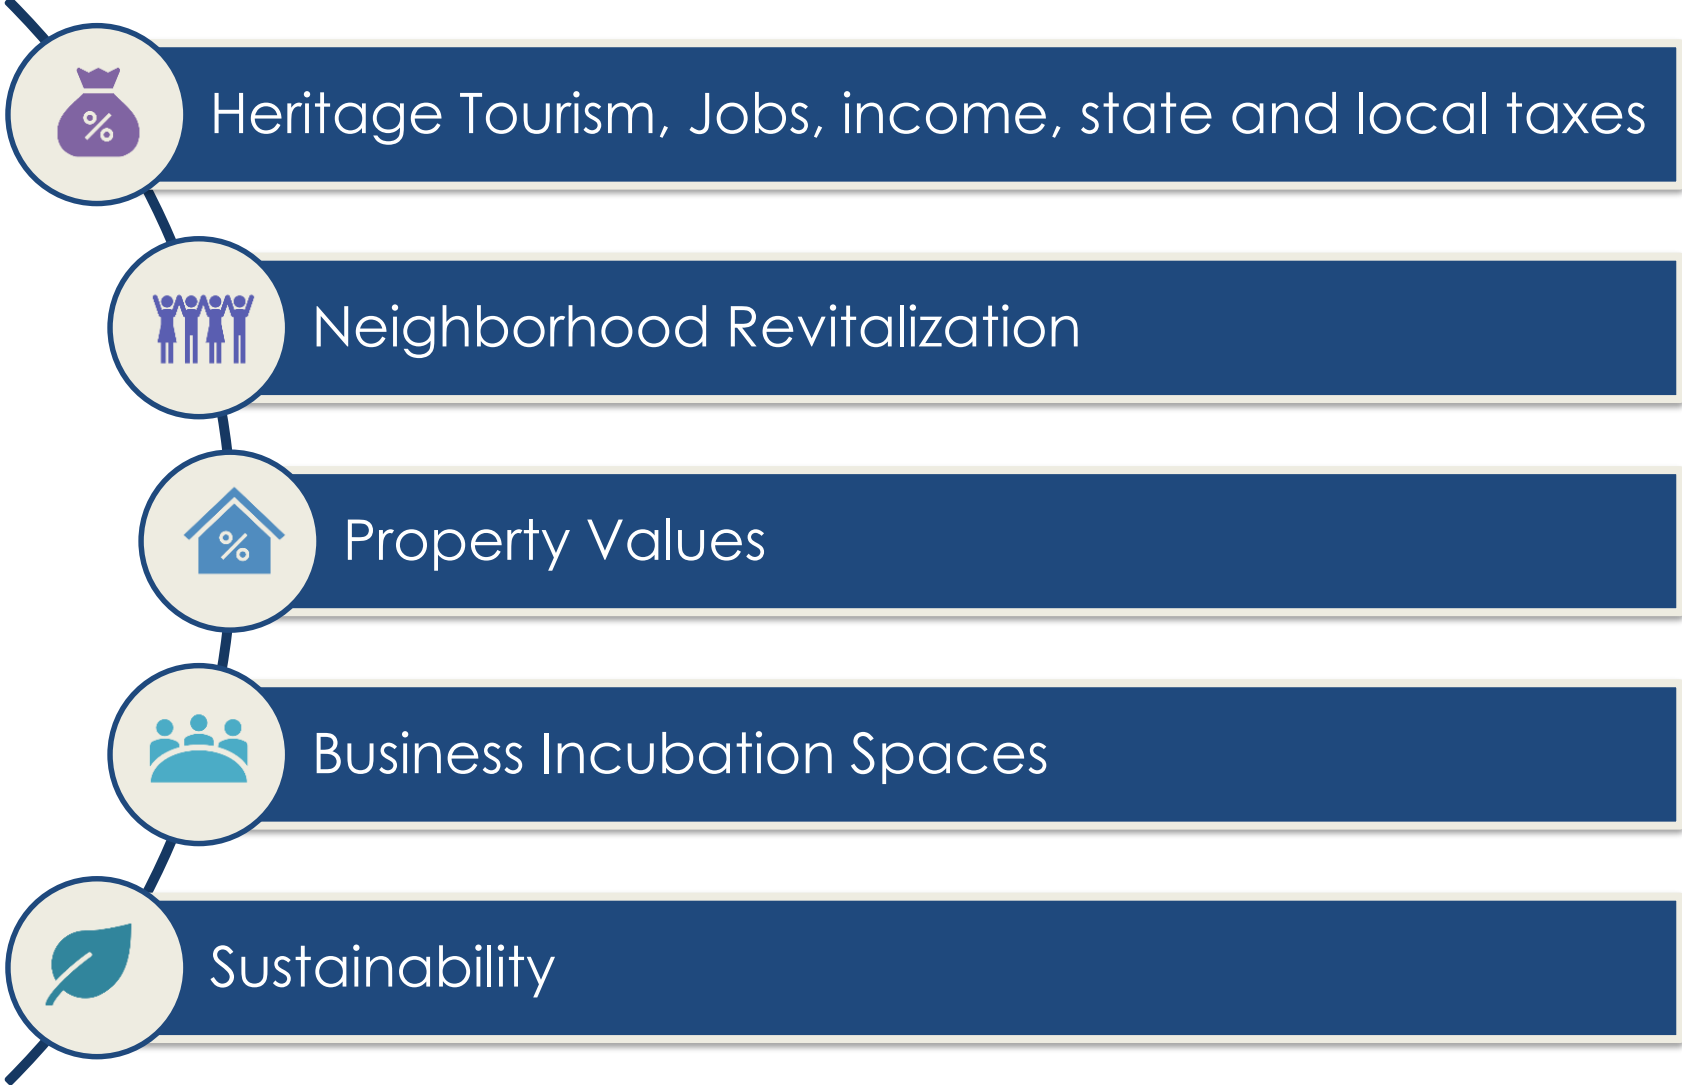 %
Heritage Tourism, Jobs, income, state and local taxes
Neighborhood Revitalization
%
Property Values
Business Incubation Spaces
Sustainability